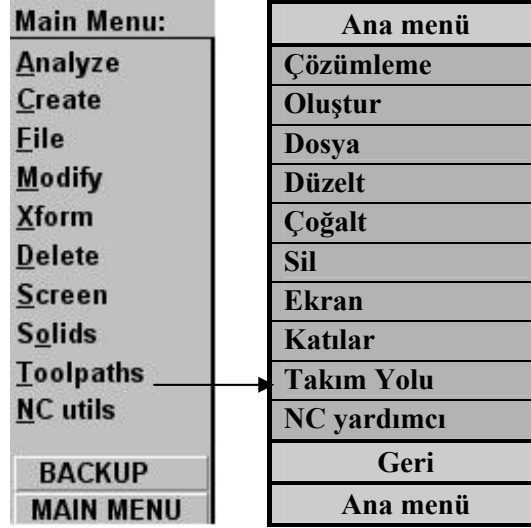 Main Menu:
Analyze
Create
File
Modify
Xform
Delete
Screen
Solids
Toolpaths
NC utils
BACKUP
MAIN MENU
Ana menü
Çözümleme
Oluştur
Dosya
Düzelt
Çoğalt
Sil
Ekran
Katılar
Takım Yolu
NC yardımcı
Geri
Ana menü